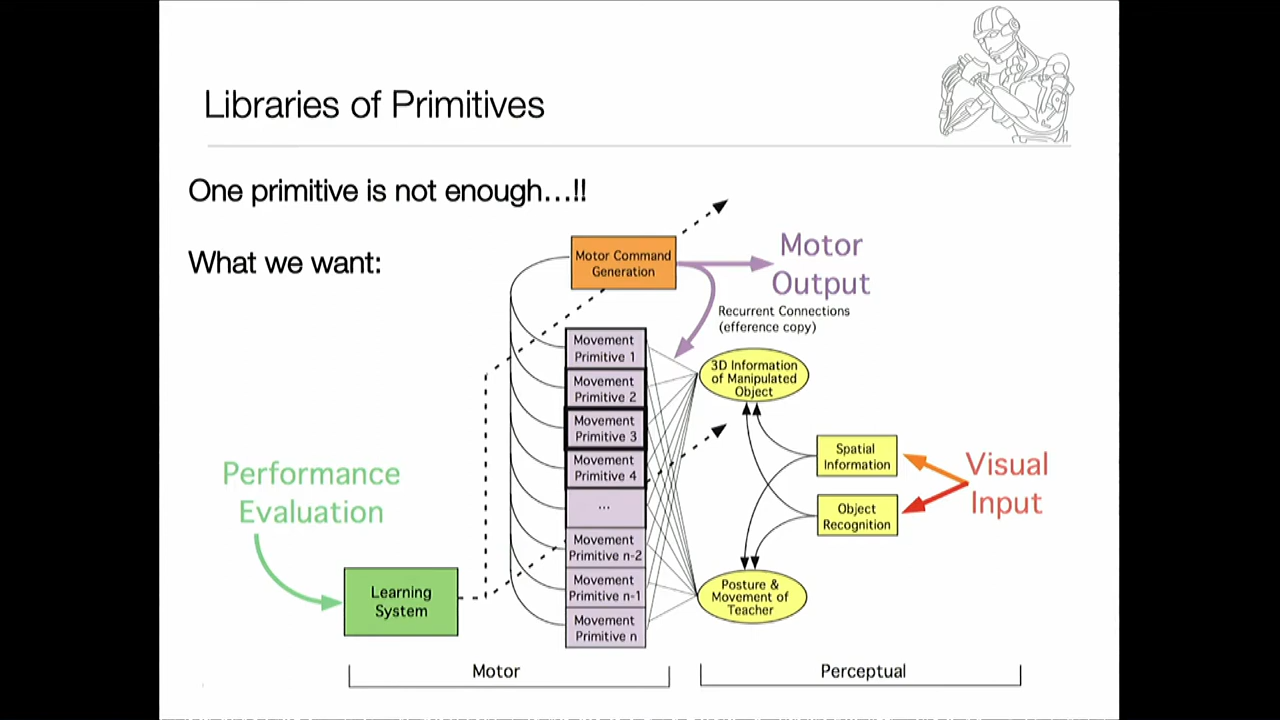 Libraries of Primitives
One primitive is not enough...!!
What we want:
Motor Command
Generation
Motor
Output
Recurrent Connections
(efference copy)
Movement
Primitive 1
Movement
Primitive 2
Movement
Primitive 3
Movement
Primitive 4
...
Movement
Primitive n-2
Movement
Primitive n-1
Movement
Primitive n
3D Information
of Manipulated
Object
Spatial
Information
Object
Recognition
Visual
Input
Posture &
Movement of
Teacher
Performance
Evaluation
Learning
System
Motor
Perceptual